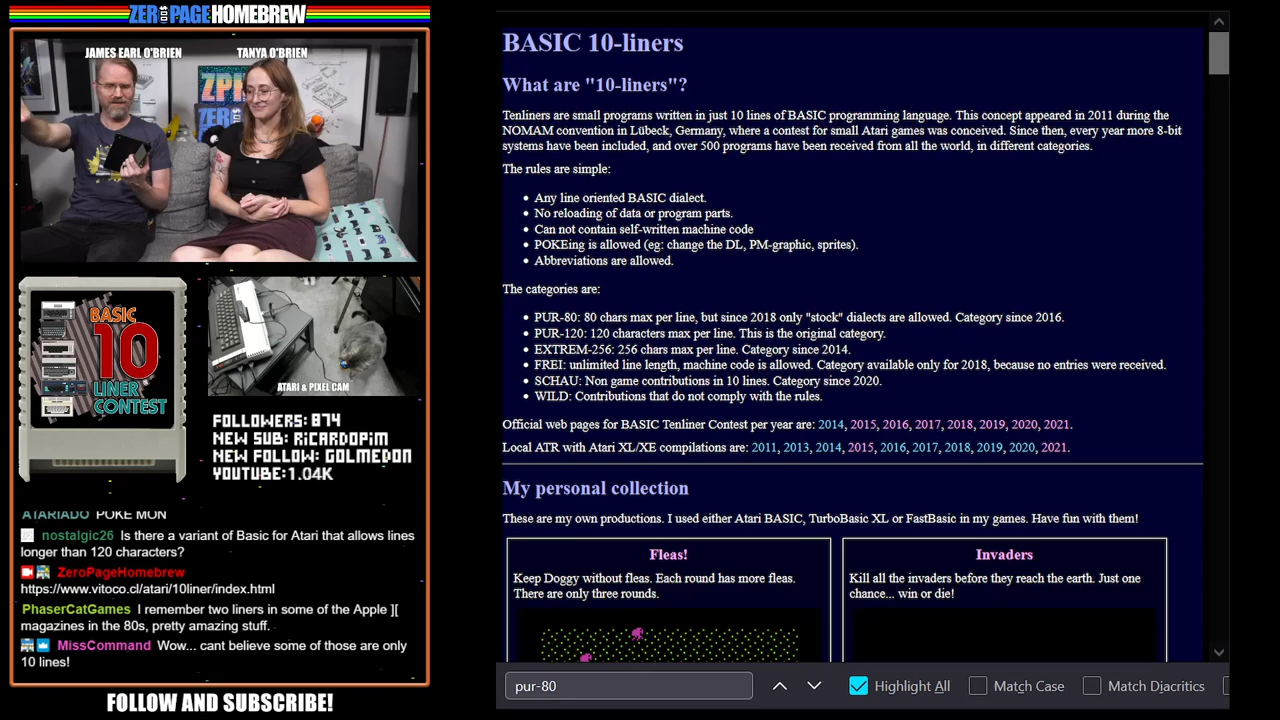 ZEROPAGE HOMEBREW
JAMES EARL O'BRIEN
TANYA O'BRIEN
ZPH
BASIC
10
LINER
CONTEST
ATARI & PIXEL CAM
FOLLOWERS: 874
NEW SUB: RICARDOPIM
NEW FOLLOW: GOLMEDON
YOUTUBE:1.04K
ATARIADO POKE MON
nostalgic26 Is there a variant of Basic for Atari that allows lines
longer than 120 characters?
ZeroPageHomebrew
https://www.vitoco.cl/atari/10liner/index.html
PhaserCatGames I remember two liners in some of the Apple ][
magazines in the 80s, pretty amazing stuff.
MissCommand Wow... cant believe some of those are only
10 lines!
FOLLOW AND SUBSCRIBE!
BASIC 10-liners
What are "10-liners"?
Tenliners are small programs written in just 10 lines of BASIC programming language. This concept appeared in 2011 during the
NOMAM convention in Lübeck, Germany, where a contest for small Atari games was conceived. Since then, every year more 8-bit
systems have been included, and over 500 programs have been received from all the world, in different categories.
The rules are simple:
• Any line oriented BASIC dialect.
• No reloading of data or program parts.
• Can not contain self-written machine code
• POKEing is allowed (eg: change the DL, PM-graphic, sprites).
• Abbreviations are allowed.
The categories are:
• PUR-80: 80 chars max per line, but since 2018 only "stock" dialects are allowed. Category since 2016.
• PUR-120: 120 characters max per line. This is the original category.
• EXTREM-256: 256 chars max per line. Category since 2014.
• FREI: unlimited line length, machine code is allowed. Category available only for 2018, because no entries were received.
• SCHAU: Non game contributions in 10 lines. Category since 2020.
• WILD: Contributions that do not comply with the rules.
Official web pages for BASIC Tenliner Contest per year are: 2014, 2015, 2016, 2017, 2018, 2019, 2020, 2021.
Local ATR with Atari XL/XE compilations are: 2011, 2013, 2014, 2015, 2016, 2017, 2018, 2019, 2020, 2021.
My personal collection
These are my own productions. I used either Atari BASIC, TurboBasic XL or FastBasic in my games. Have fun with them!
Fleas!
Keep Doggy without fleas. Each round has more fleas.
There are only three rounds.
Invaders
Kill all the invaders before they reach the earth. Just one
chance... win or die!
pur-80
Highlight All
Match Case
Match Diacritics